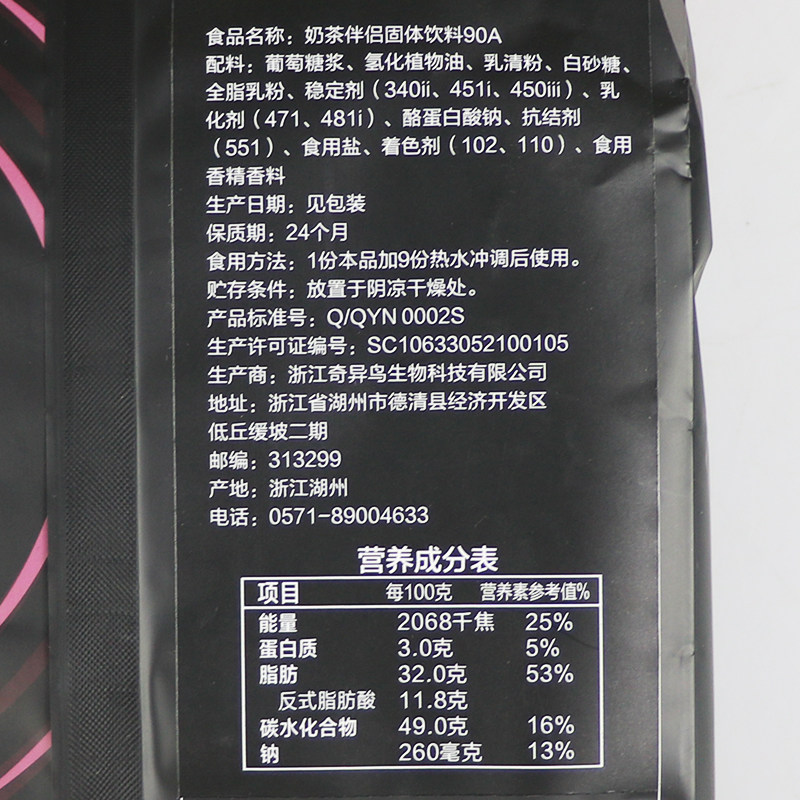 食品名称：奶茶伴侣固体饮料90A
配料：葡萄糖浆、氢化植物油、乳清粉、白砂糖、
全脂乳粉、稳定剂（340ii、451i、450iii）、乳
化剂（471、481i）、酪蛋白酸钠、抗结剂
（551）、食用盐、着色剂（102、110）、食用
香精香料
生产日期：见包装
保质期：24个月
食用方法：1份本品加9份热水冲调后使用。
贮存条件：放置于阴凉干燥处。
产品标准号：Q/QYN 0002S
生产许可证编号：SC10633052100105
生产商：浙江奇异鸟生物科技有限公司
地址：浙江省湖州市德清县经济开发区
低丘缓坡二期
邮编：313299
产地：浙江湖州
电话：0571-89004633
营养成分表
项目 每100克 营养素参考值%
能量 2068千焦 25%
蛋白质 3.0克 5%
脂肪 32.0克 53%
反式脂肪酸 11.8克
碳水化合物 49.0克 16%
钠 260毫克 13%